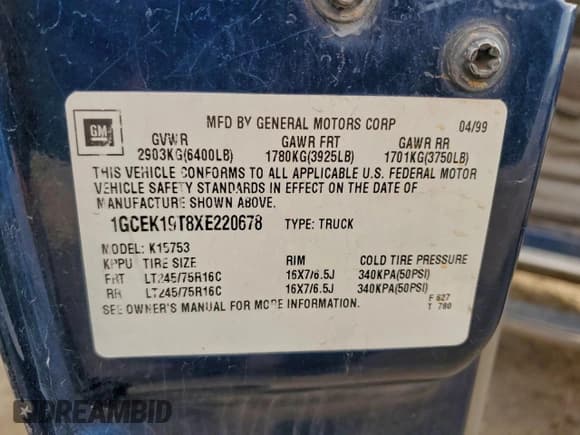 GM
MFD BY GENERAL MOTORS CORP 04/99
GVWR GAWR FRT GAWR RR
2903KG(6400LB) 1780KG(3925LB) 1701KG(3750LB)
THIS VEHICLE CONFORMS TO ALL APPLICABLE U.S. FEDERAL MOTOR
VEHICLE SAFETY STANDARDS IN EFFECT ON THE DATE OF
MANUFACTURE SHOWN ABOVE.
1GCEK19T8XE220678 TYPE: TRUCK
MODEL: K15753
KPPU TIRE SIZE RIM COLD TIRE PRESSURE
FRT LT245/75R16C 16X7/6.5J 340KPA(50PSI)
RR LT245/75R16C 16X7/6.5J 340KPA(50PSI)
SEE OWNER'S MANUAL FOR MORE INFORMATION.
F 627
T 780
DREAMBID